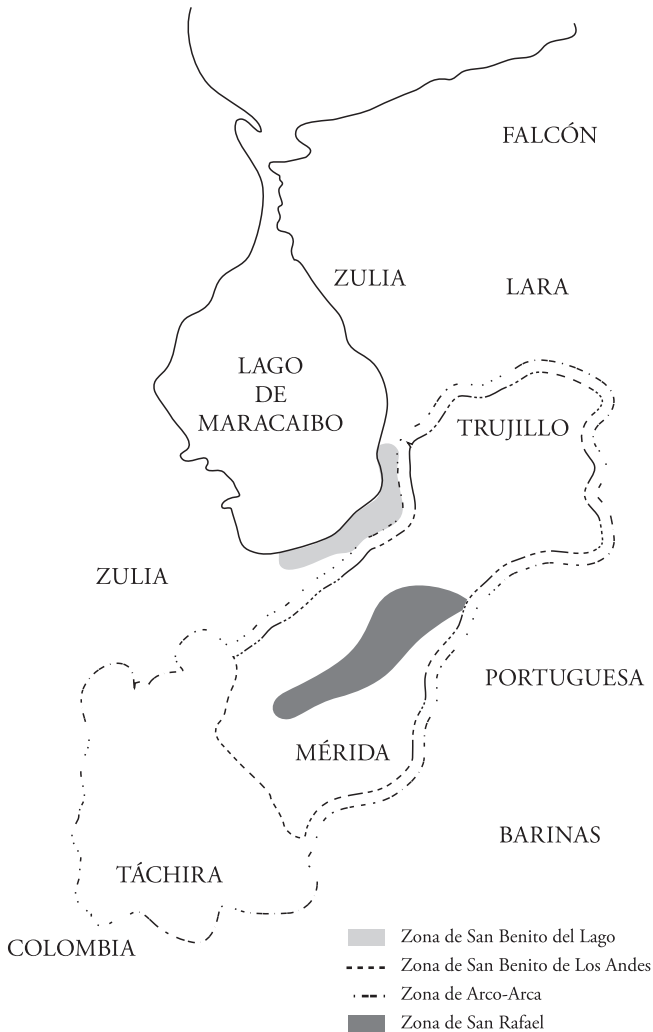 FALCÓN
ZULIA
LARA
LAGO
DE
MARACAIBO
TRUJILLO
ZULIA
PORTUGUESA
MÉRIDA
BARINAS
TÁCHIRA
COLOMBIA
Zona de San Benito del Lago
Zona de San Benito de Los Andes
Zona de Arco-Arca
Zona de San Rafael